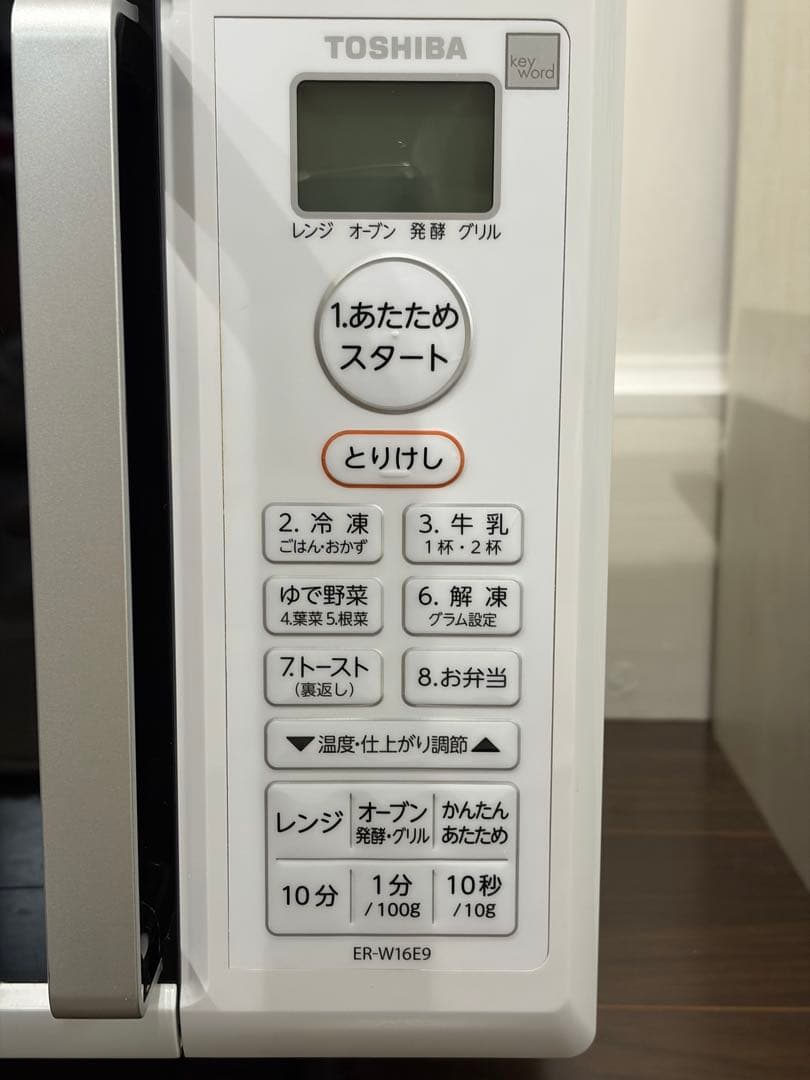 TOSHIBA
key
word
レンジ オーブン 発酵 グリル
1.あたため
スタート
とりけし
2. 冷 凍
ごはん・おかず
3. 牛 乳
1杯・2杯
ゆで野菜
4.葉菜 5.根菜
6. 解 凍
グラム設定
7.トースト
(裏返し)
8.お弁当
▼温度・仕上がり調節▲
レンジ
オーブン
発酵・グリル
かんたん
あたため
10分
1分
/100g
10秒
/10g
ER-W16E9